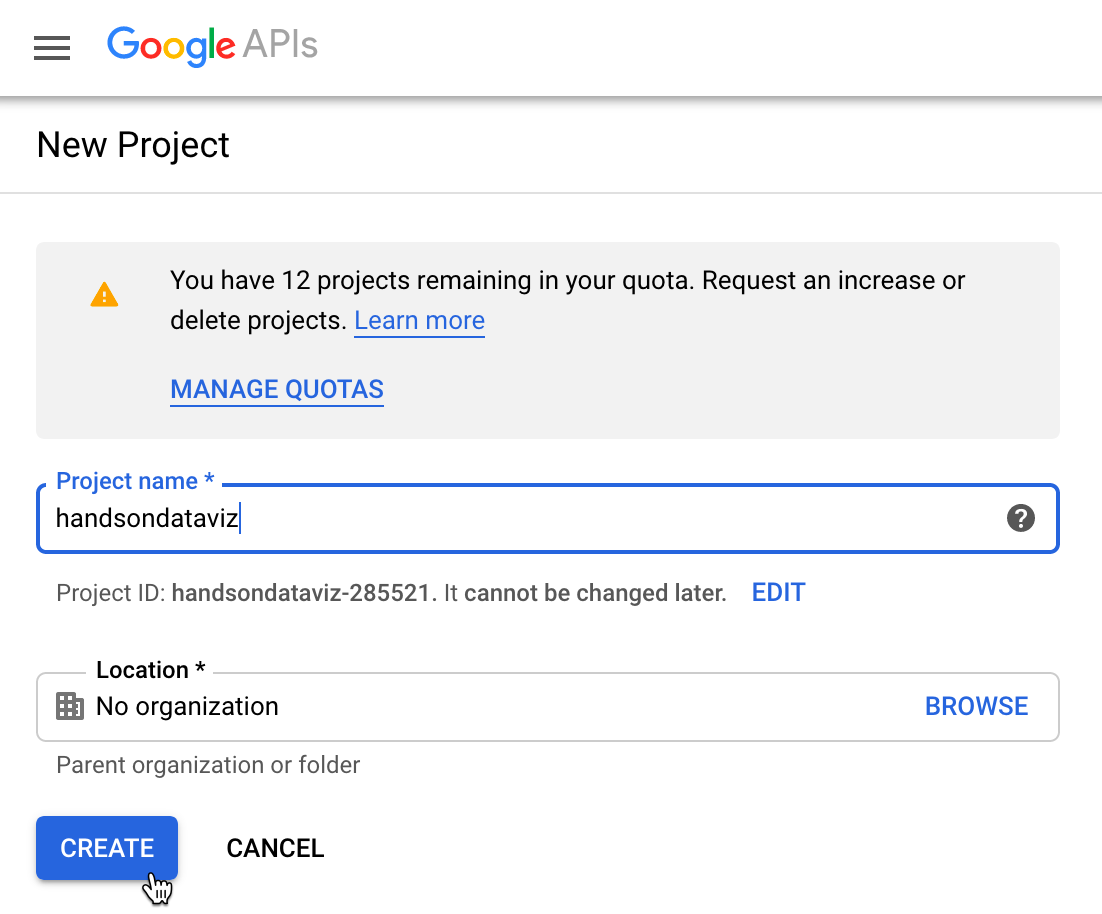 Google APIs
New Project
You have 12 projects remaining in your quota. Request an increase or
delete projects. Learn more
MANAGE QUOTAS
Project name *
handsondataviz
Project ID: handsondataviz-285521. It cannot be changed later. EDIT
Location *
No organization BROWSE
Parent organization or folder
CREATE CANCEL